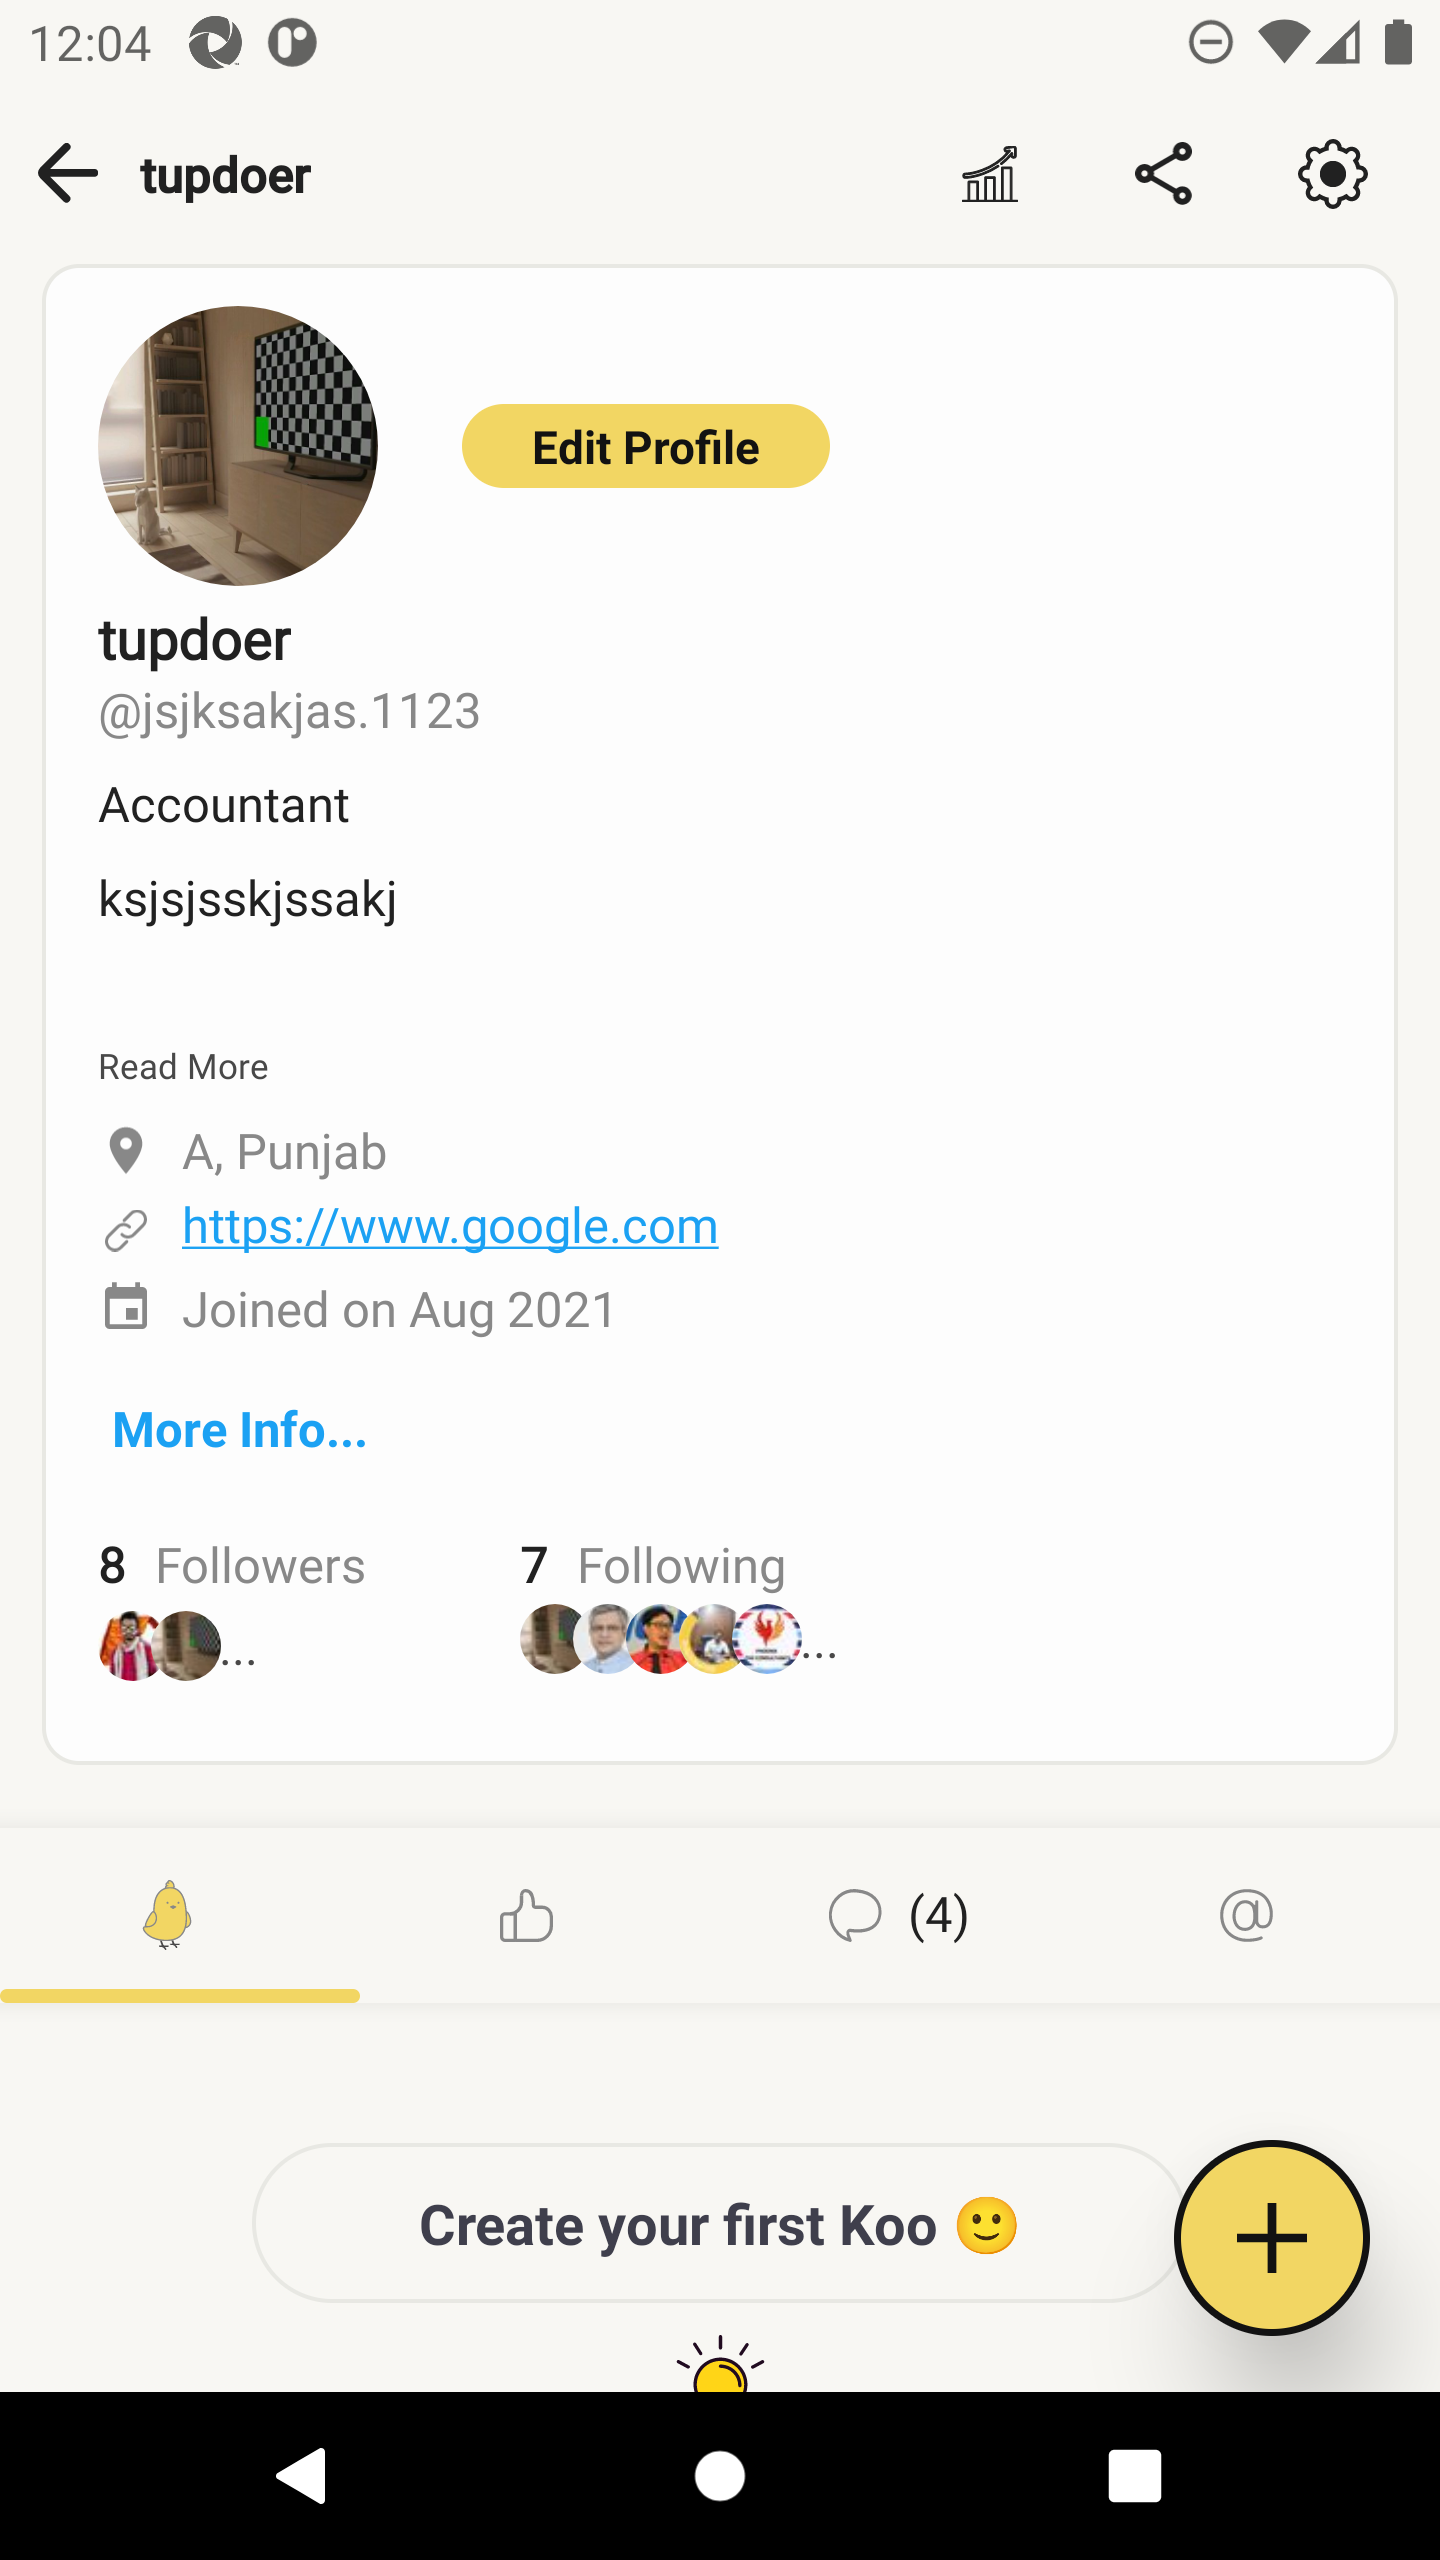 12:04
tupdoer
Edit Profile
tupdoer
@jsjksakjas.1123
Accountant
ksjsjsskjssakj
Read More
A, Punjab
https://www.google.com
Joined on Aug 2021
More Info...
8 Followers 7 Following
... ...
(4)
Create your first Koo 🙂